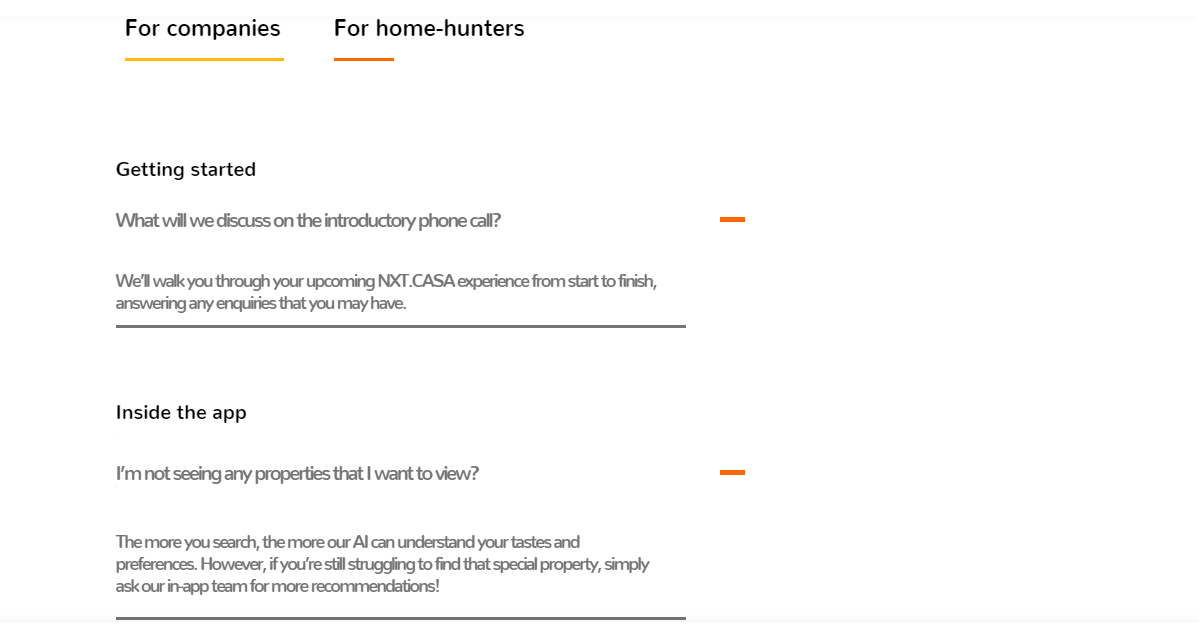 For companies For home-hunters
Getting started
What will we discuss on the introductory phone call?
We'll walk you through your upcoming NXT.CASA experience from start to finish,
answering any enquiries that you may have.
Inside the app
I'm not seeing any properties that I want to view?
The more you search, the more our AI can understand your tastes and
preferences. However, if you're still struggling to find that special property, simply
ask our in-app team for more recommendations!